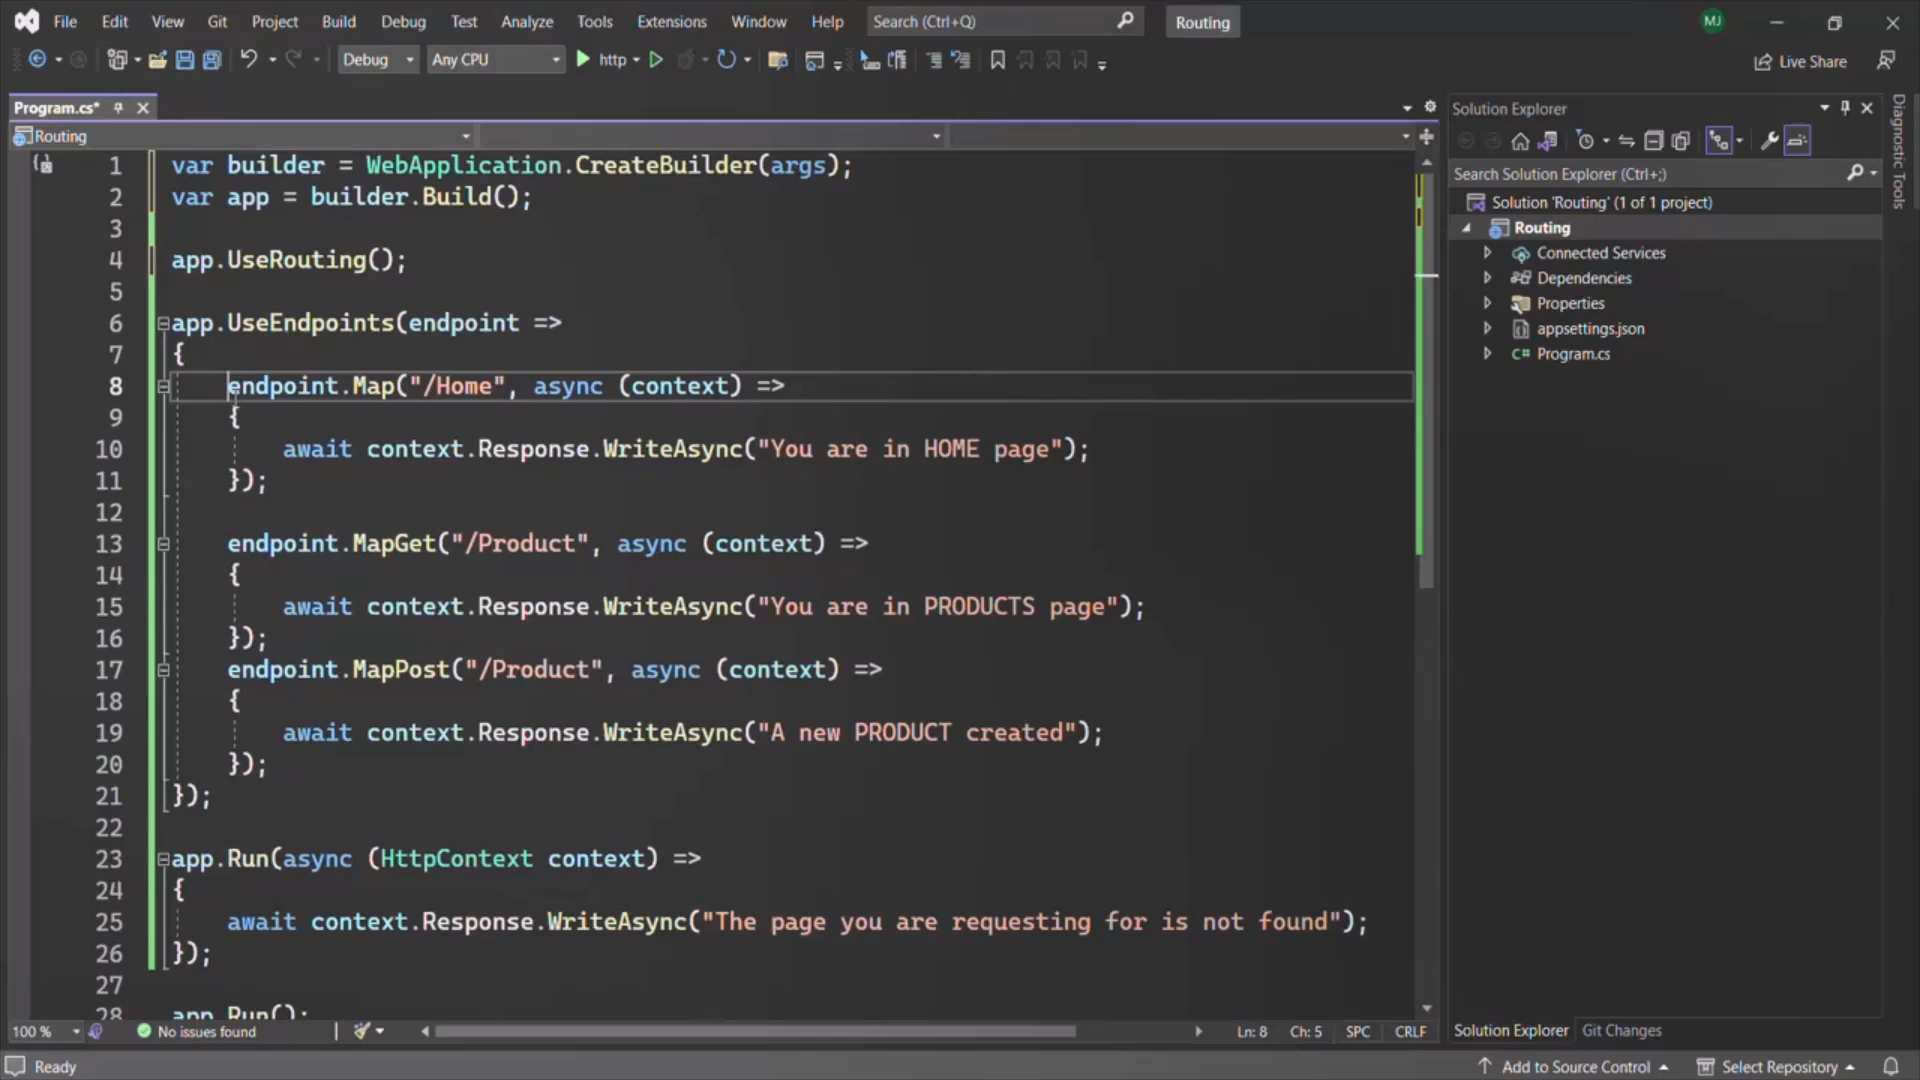 File Edit View Git Project Build Debug Test Analyze Tools Extensions Window Help Search (Ctrl+Q) Routing MJ
Debug Any CPU http Live Share
Program.cs*
Routing
1 var builder = WebApplication.CreateBuilder(args);
2 var app = builder.Build();
3
4 app.UseRouting();
5
6 app.UseEndpoints(endpoint =>
7 {
8 endpoint.Map("/Home", async (context) =>
9 {
10 await context.Response.WriteAsync("You are in HOME page");
11 });
12
13 endpoint.MapGet("/Product", async (context) =>
14 {
15 await context.Response.WriteAsync("You are in PRODUCTS page");
16 });
17 endpoint.MapPost("/Product", async (context) =>
18 {
19 await context.Response.WriteAsync("A new PRODUCT created");
20 });
21 });
22
23 app.Run(async (HttpContext context) =>
24 {
25 await context.Response.WriteAsync("The page you are requesting for is not found");
26 });
27
28 app.Run();
100 % No issues found Ln: 8 Ch: 5 SPC CRLF
Solution Explorer
Search Solution Explorer (Ctrl+;)
Solution 'Routing' (1 of 1 project)
Routing
Connected Services
Dependencies
Properties
appsettings.json
C# Program.cs
Solution Explorer Git Changes
Diagnostic Tools
Ready Add to Source Control Select Repository